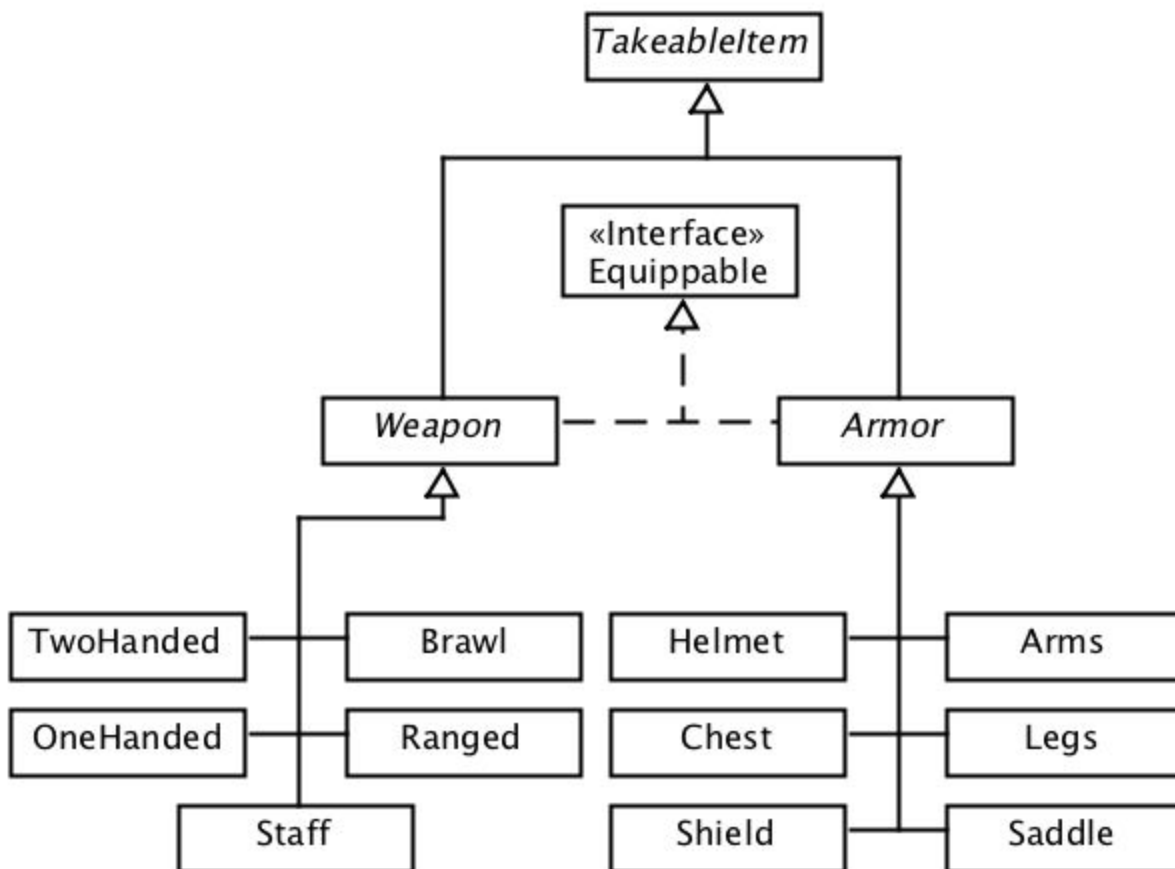 TakeableItem
«Interface»
Equippable
Weapon
Armor
TwoHanded
Brawl
Helmet
Arms
OneHanded
Ranged
Chest
Legs
Staff
Shield
Saddle